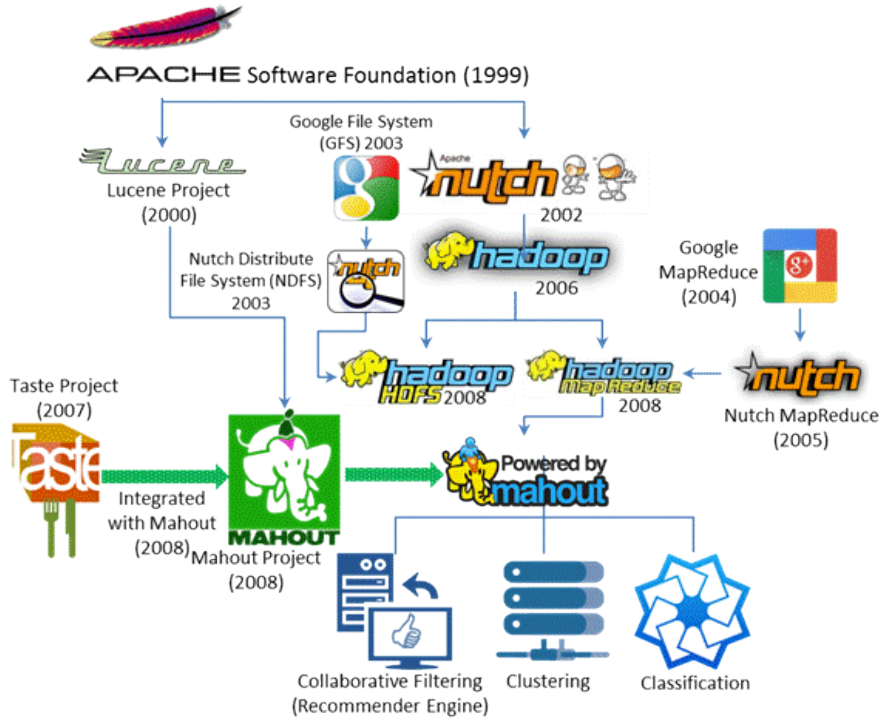 APACHE Software Foundation (1999)
Google File System
(GFS) 2003
Lucene
Lucene Project
(2000)
g
Apache
nutch
2002
Nutch Distribute
File System (NDFS)
2003
nutch
hadoop
2006
Google
MapReduce
(2004)
g+
hadoop
HDFS 2008
hadoop
Map Reduce
2008
nutch
Nutch MapReduce
(2005)
Taste Project
(2007)
Taste
Integrated
with Mahout
(2008)
MAHOUT
Mahout Project
(2008)
Powered by
mahout
Collaborative Filtering
(Recommender Engine)
Clustering
Classification